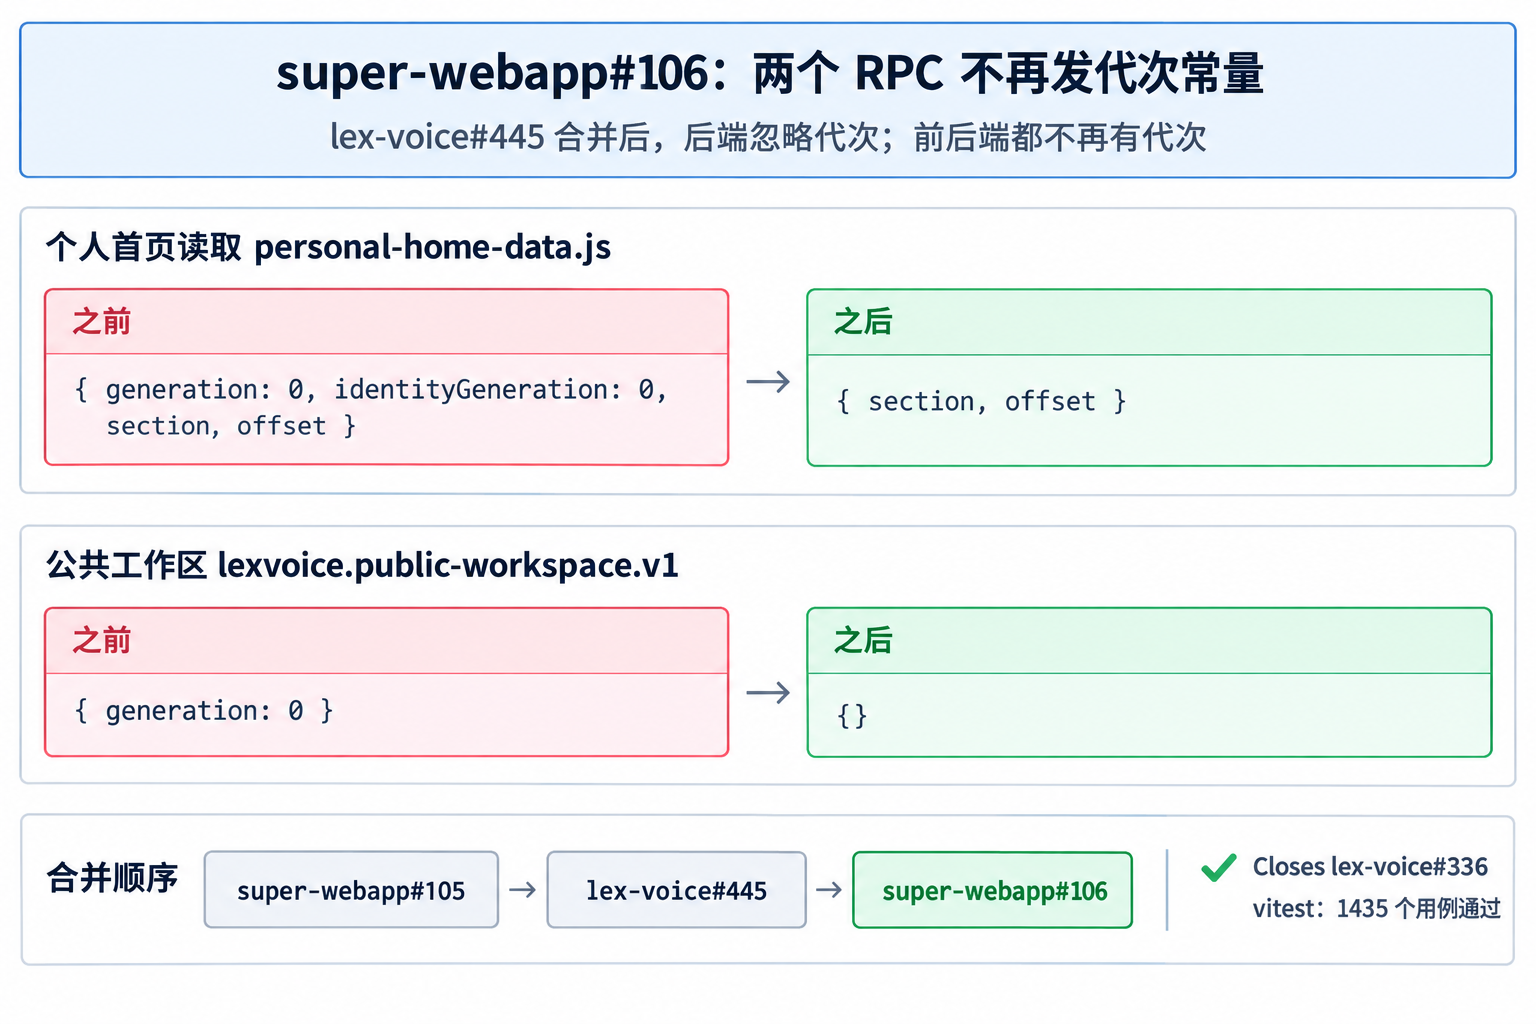 super-webapp#106：两个 RPC 不再发代次常量
lex-voice#445 合并后，后端忽略代次；前后端都不再有代次
个人首页读取 personal-home-data.js
之前
{ generation: 0, identityGeneration: 0,
section, offset }
→
之后
{ section, offset }
公共工作区 lexvoice.public-workspace.v1
之前
{ generation: 0 }
→
之后
{}
合并顺序
super-webapp#105 → lex-voice#445 → super-webapp#106
Closes lex-voice#336
vitest：1435 个用例通过